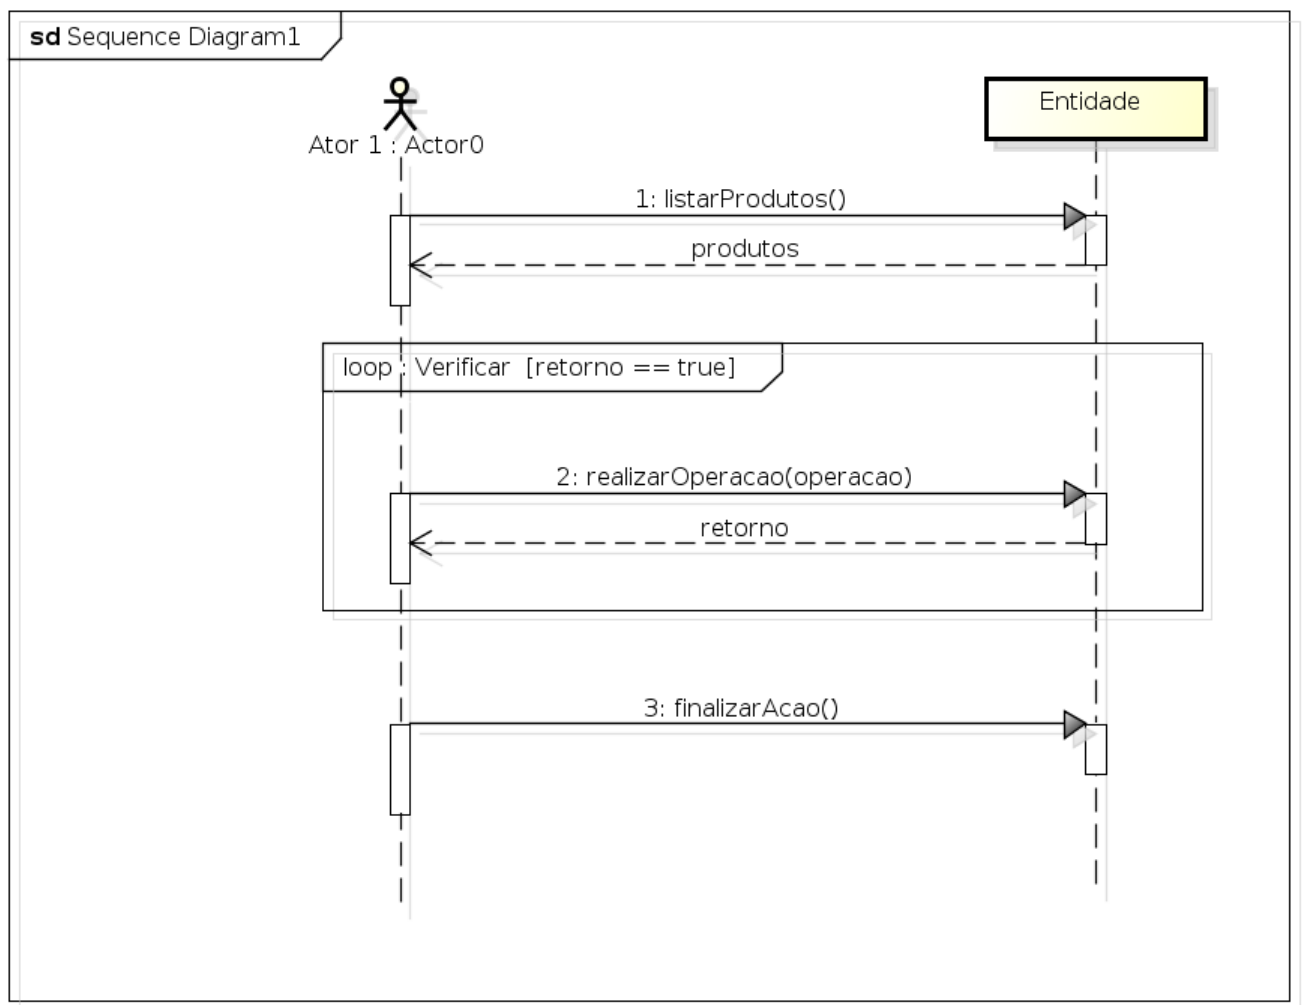 sd Sequence Diagram1
Entidade
Ator 1 : Actor0
1: listarProdutos()
produtos
loop : Verificar [retorno == true]
2: realizarOperacao(operacao)
retorno
3: finalizarAcao()